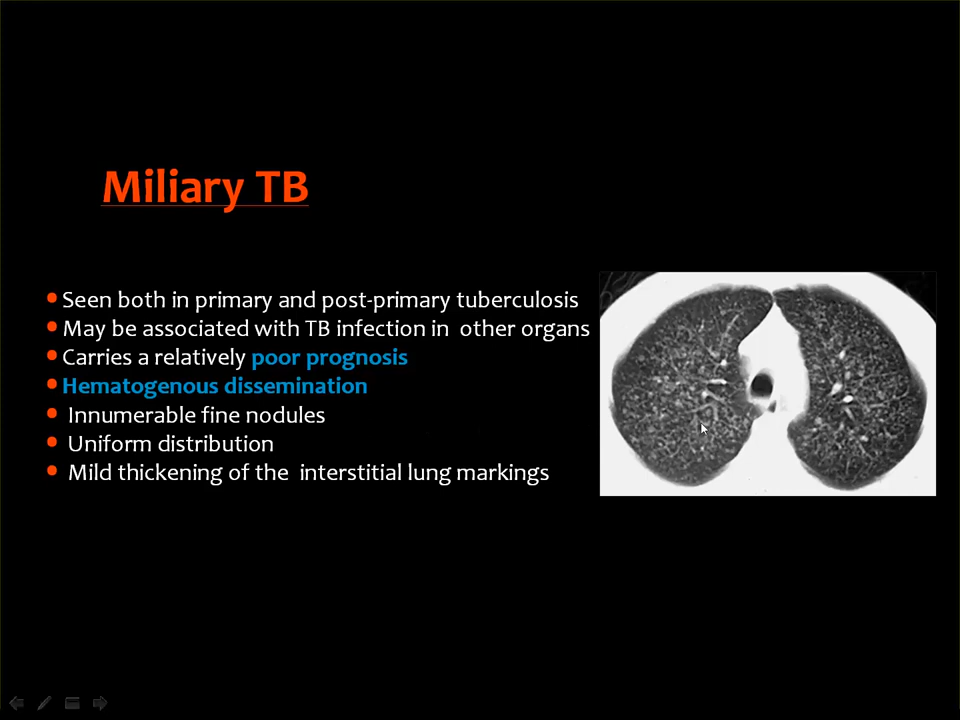 Miliary TB
•Seen both in primary and post-primary tuberculosis
•May be associated with TB infection in other organs
•Carries a relatively poor prognosis
•Hematogenous dissemination
• Innumerable fine nodules
• Uniform distribution
• Mild thickening of the interstitial lung markings